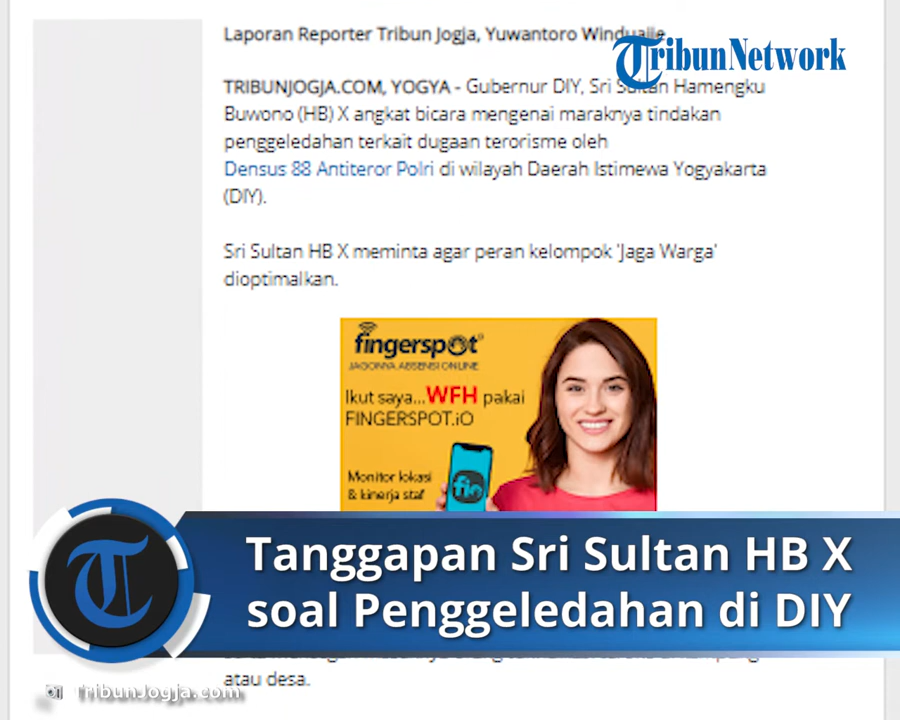 Laporan Reporter Tribun Jogja, Yuwantoro Winduajie
TribunNetwork
TRIBUNJOGJA.COM, YOGYA - Gubernur DIY, Sri Sultan Hamengku
Buwono (HB) X angkat bicara mengenai maraknya tindakan
penggeledahan terkait dugaan terorisme oleh
Densus 88 Antiteror Polri di wilayah Daerah Istimewa Yogyakarta
(DIY).
Sri Sultan HB X meminta agar peran kelompok 'Jaga Warga'
dioptimalkan.
fingerspot
JAGONYA ABSENSI ONLINE
Ikut saya...WFH pakai
FINGERSPOT.iO
Monitor lokasi
& kinerja staf
fio
Tanggapan Sri Sultan HB X
soal Penggeledahan di DIY
atau desa.
TribunJogja.com